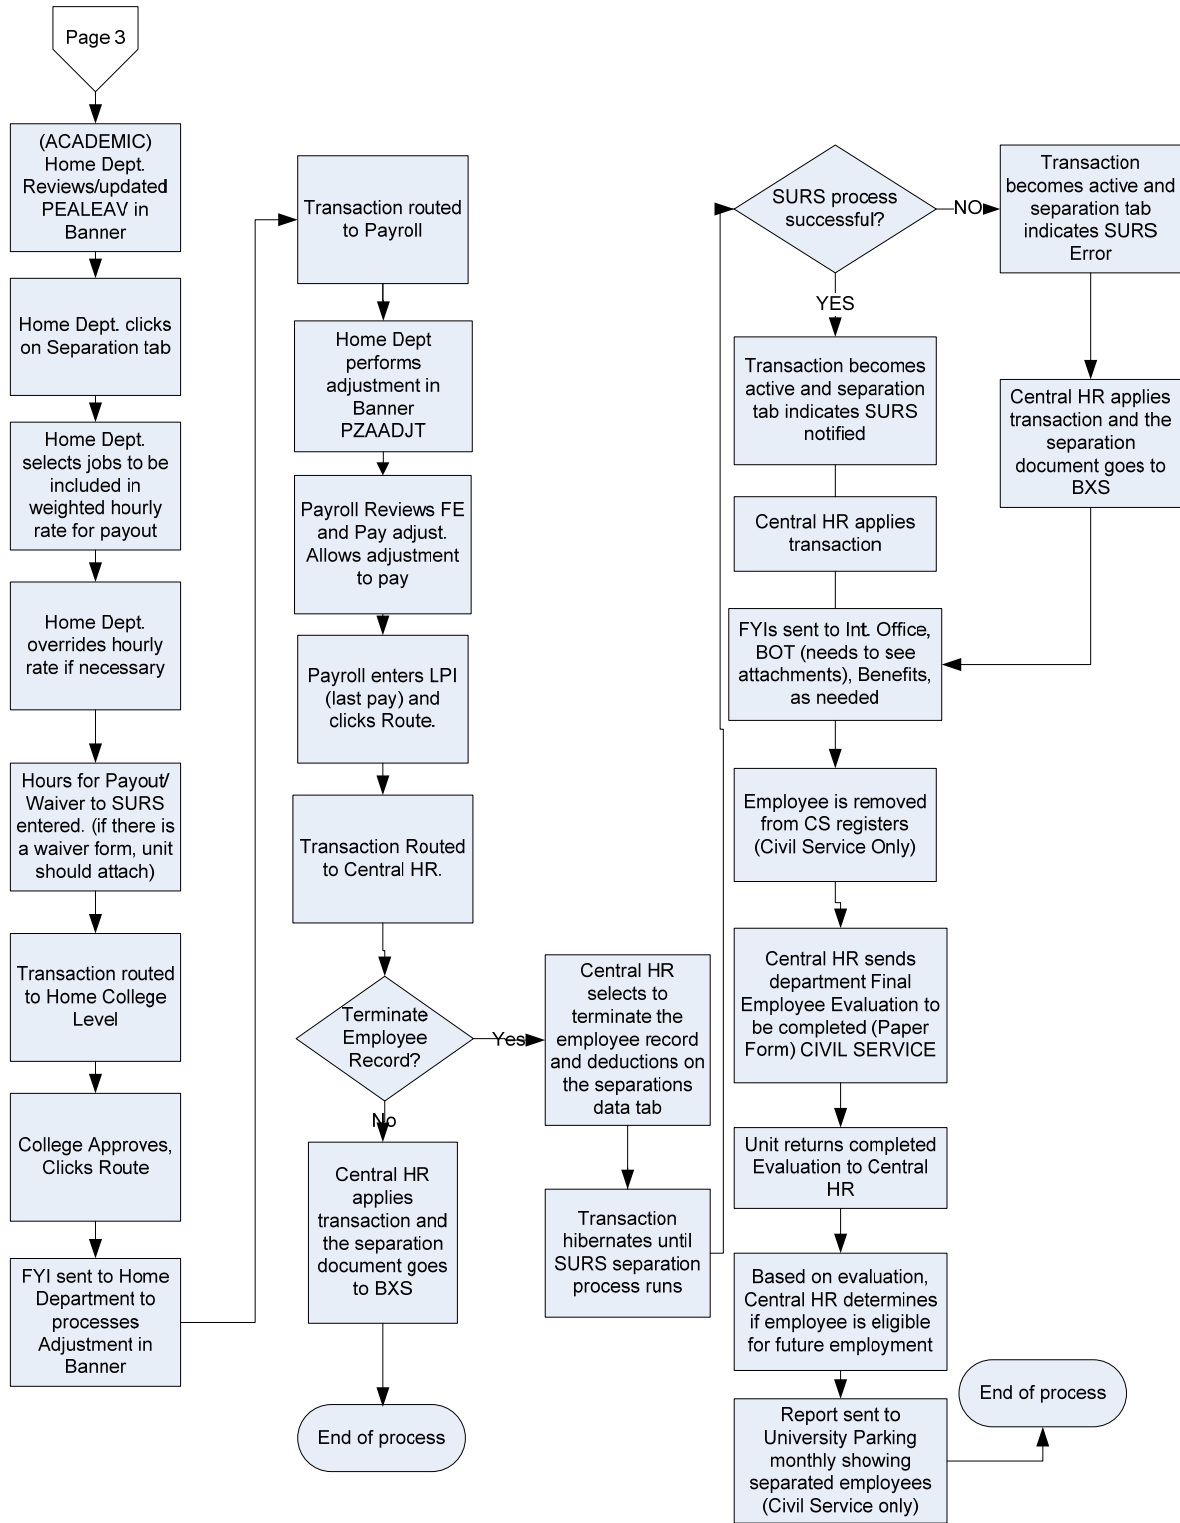 Page 3
(ACADEMIC)
Home Dept.
Reviews/updated
PEALEAV in
Banner
Home Dept. clicks
on Separation tab
Home Dept.
selects jobs to be
included in
weighted hourly
rate for payout
Home Dept.
overrides hourly
rate if necessary
Hours for Payout/
Waiver to SURS
entered. (if there is
a waiver form, unit
should attach)
Transaction routed
to Home College
Level
College Approves,
Clicks Route
FYI sent to Home
Department to
processes
Adjustment in
Banner
Transaction routed
to Payroll
Home Dept
performs
adjustment in
Banner
PZAADJT
Payroll Reviews FE
and Pay adjust.
Allows adjustment
to pay
Payroll enters LPI
(last pay) and
clicks Route.
Transaction Routed
to Central HR.
Terminate
Employee
Record?
Yes
No
Central HR
applies
transaction and
the separation
document goes
to BXS
End of process
Central HR
selects to
terminate the
employee record
and deductions on
the separations
data tab
Transaction
hibernates until
SURS separation
process runs
SURS process
successful?
NO
YES
Transaction
becomes active and
separation tab
indicates SURS
Error
Central HR applies
transaction and the
separation
document goes to
BXS
Transaction becomes
active and separation
tab indicates SURS
notified
Central HR applies
transaction
FYIs sent to Int. Office,
BOT (needs to see
attachments), Benefits,
as needed
Employee is removed
from CS registers
(Civil Service Only)
Central HR sends
department Final
Employee Evaluation to
be completed (Paper
Form) CIVIL SERVICE
Unit returns completed
Evaluation to Central
HR
Based on evaluation,
Central HR determines
if employee is eligible
for future employment
Report sent to
University Parking
monthly showing
separated employees
(Civil Service only)
End of process